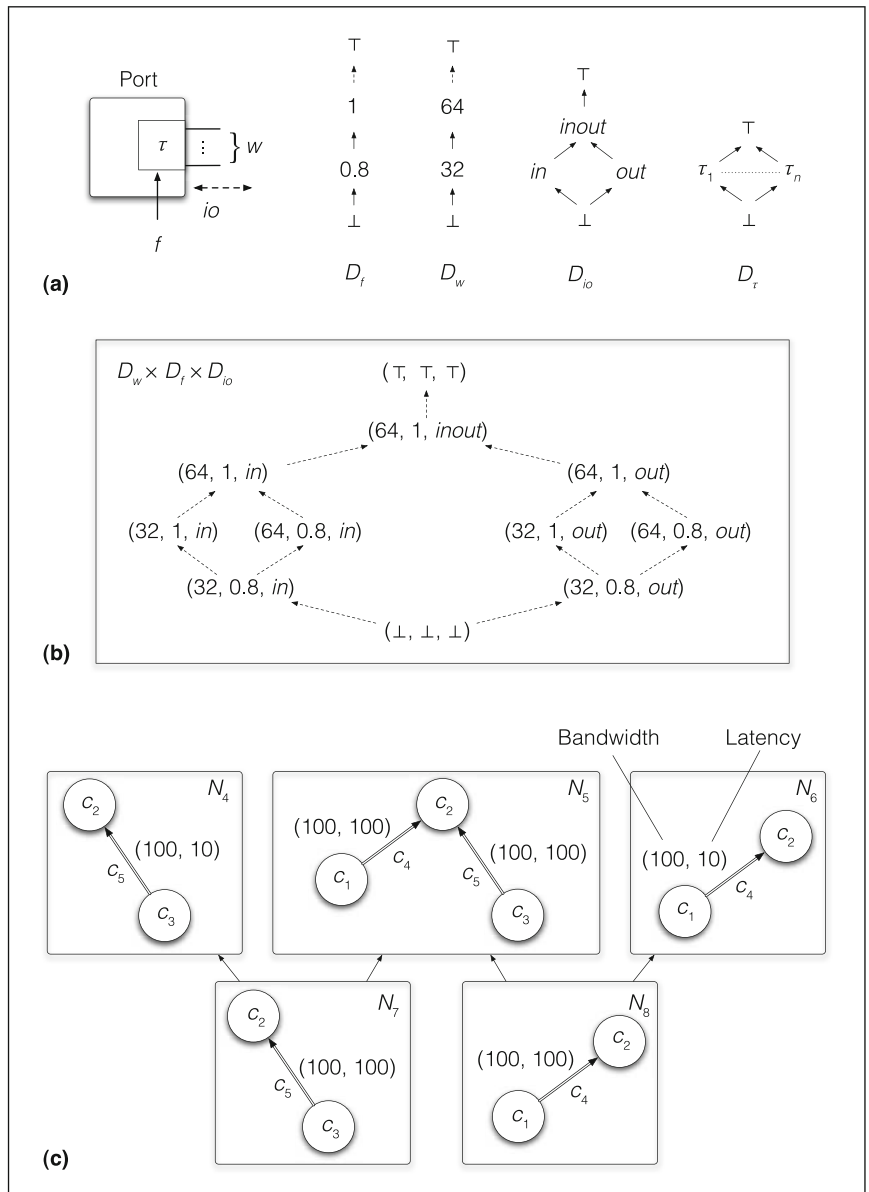 Port
τ
⋮
} w
io
f
⊤
1
0.8
⊥
D_f
⊤
64
32
⊥
D_w
⊤
inout
in
out
⊥
D_io
⊤
τ_1
τ_n
⊥
D_τ
(a)
D_w × D_f × D_io
(⊤, ⊤, ⊤)
(64, 1, inout)
(64, 1, in)
(64, 1, out)
(32, 1, in)
(64, 0.8, in)
(32, 1, out)
(64, 0.8, out)
(32, 0.8, in)
(32, 0.8, out)
(⊥, ⊥, ⊥)
(b)
Bandwidth
Latency
N_4
c_2
(100, 10)
c_5
c_3
N_5
c_2
(100, 100)
c_4
c_1
(100, 100)
c_5
c_3
N_6
c_2
(100, 10)
c_4
c_1
N_7
c_2
(100, 100)
c_5
c_3
N_8
c_2
(100, 100)
c_4
c_1
(c)